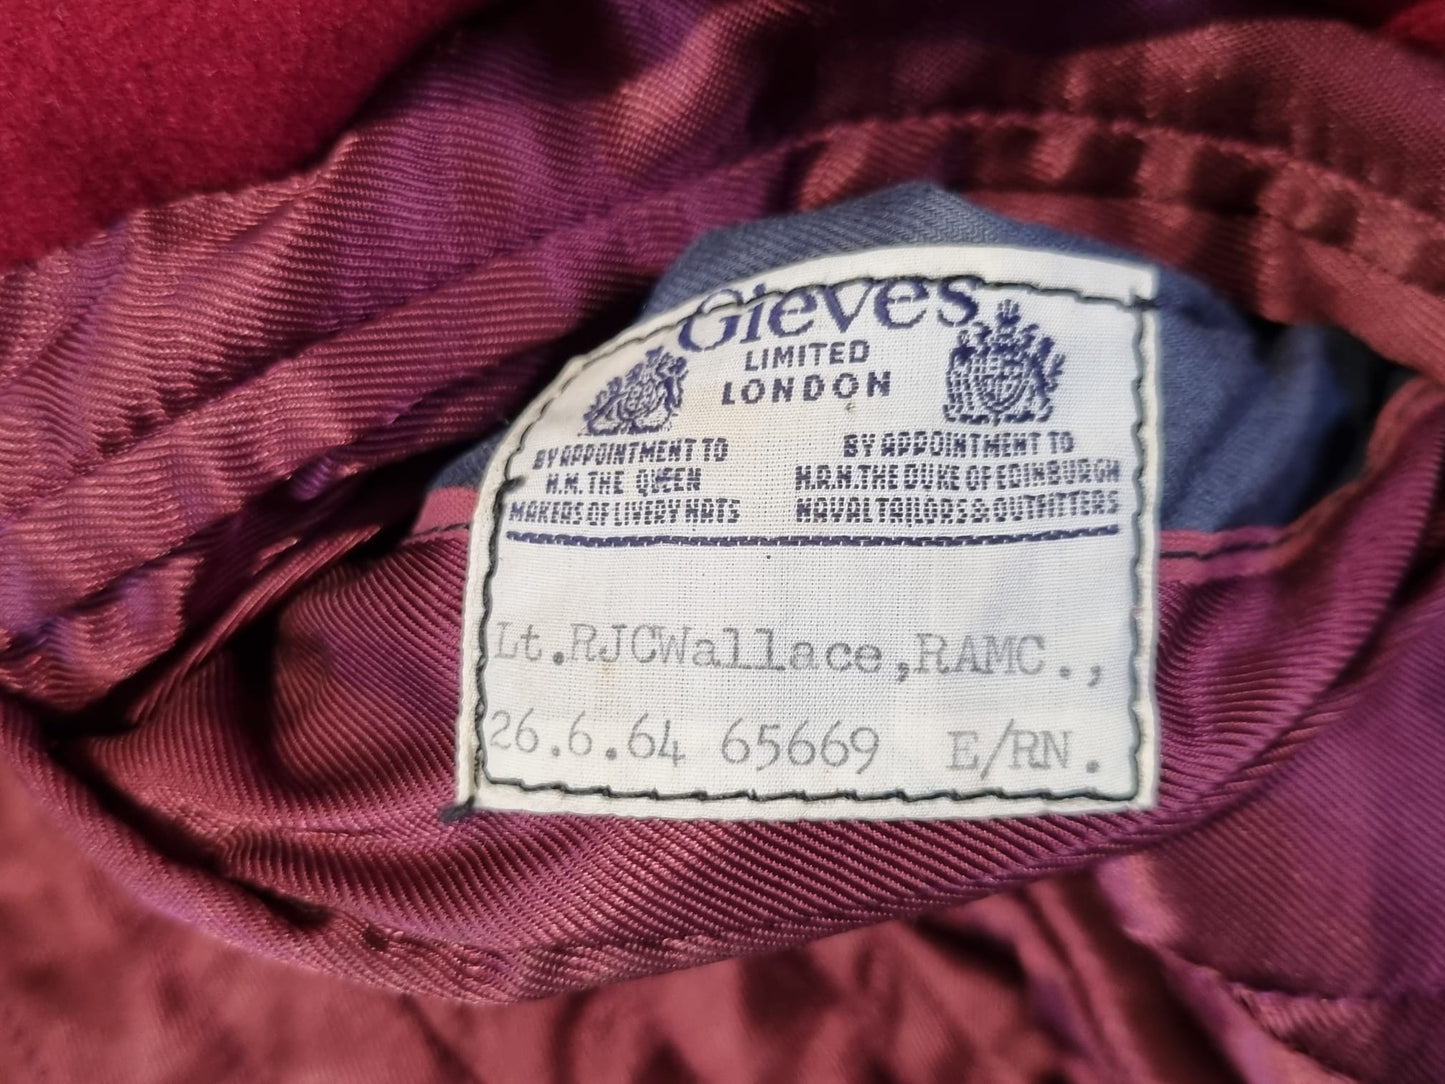 Gieves
LIMITED
LONDON
BY APPOINTMENT TO
H.M. THE QUEEN
MAKERS OF LIVERY HATS
BY APPOINTMENT TO
H.R.H. THE DUKE OF EDINBURGH
NAVAL TAILORS & OUTFITTERS
Lt.RJCWallace,RAMC.,
26.6.64 65669 E/RN.